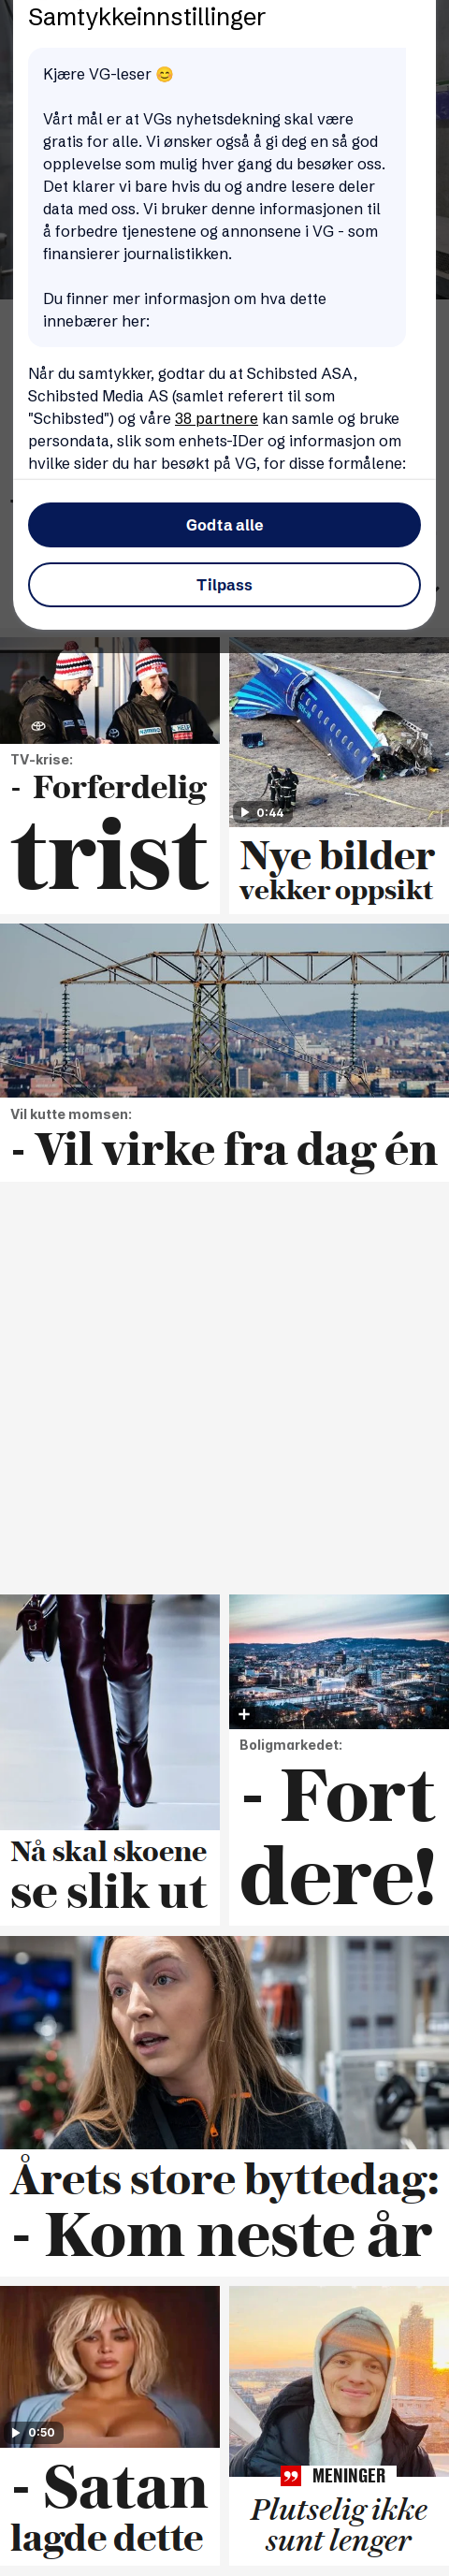 Samtykkeinnstillinger
Kjære VG-leser 😊
Vårt mål er at VGs nyhetsdekning skal være
gratis for alle. Vi ønsker også å gi deg en så god
opplevelse som mulig hver gang du besøker oss.
Det klarer vi bare hvis du og andre lesere deler
data med oss. Vi bruker denne informasjonen til
å forbedre tjenestene og annonsene i VG - som
finansierer journalistikken.
Du finner mer informasjon om hva dette
innebærer her:
Når du samtykker, godtar du at Schibsted ASA,
Schibsted Media AS (samlet referert til som
"Schibsted") og våre 38 partnere kan samle og bruke
persondata, slik som enhets-IDer og informasjon om
hvilke sider du har besøkt på VG, for disse formålene:
Godta alle
Tilpass
TV-krise:
- Forferdelig
trist
0:44
Nye bilder
vekker oppsikt
Vil kutte momsen:
- Vil virke fra dag én
Nå skal skoene
se slik ut
Boligmarkedet:
- Fort
dere!
Årets store byttedag:
- Kom neste år
0:50
- Satan
lagde dette
MENINGER
Plutselig ikke
sunt lenger